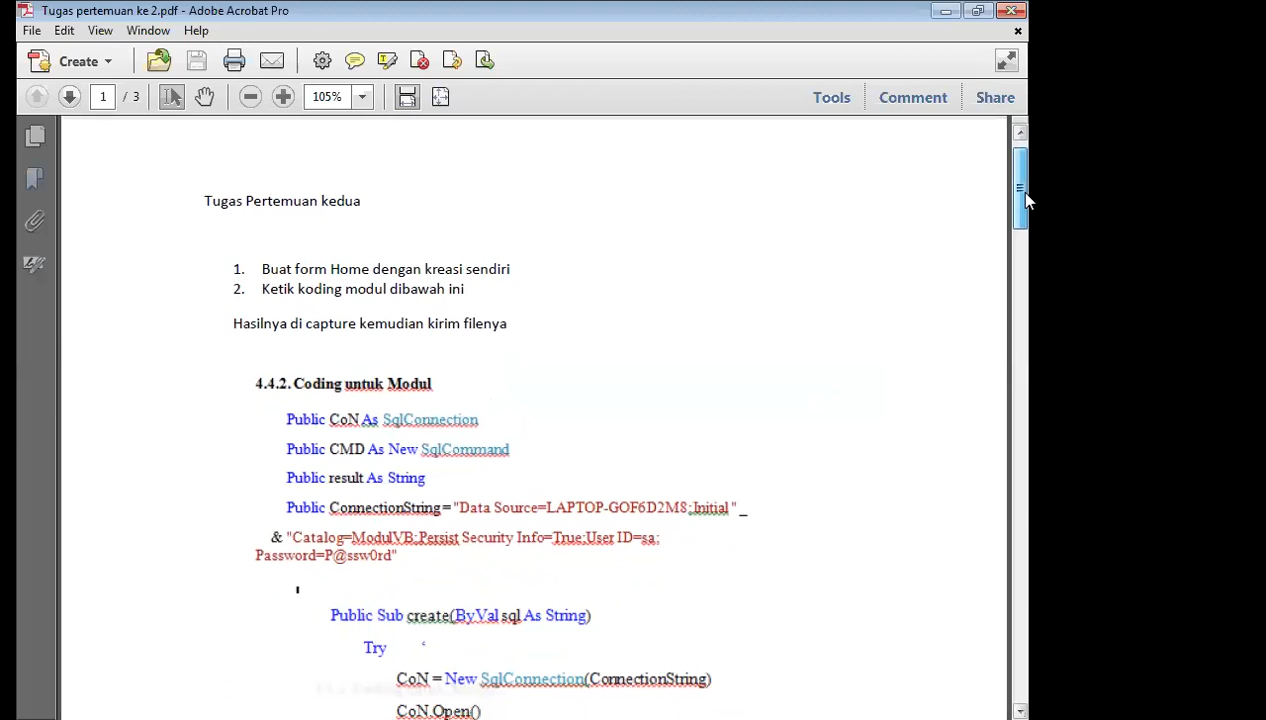 Tugas pertemuan ke 2.pdf - Adobe Acrobat Pro
File Edit View Window Help
Create
1 / 3 105% Tools Comment Share
Tugas Pertemuan kedua
1. Buat form Home dengan kreasi sendiri
2. Ketik koding modul dibawah ini
Hasilnya di capture kemudian kirim filenya
4.4.2. Coding untuk Modul
Public CoN As SqlConnection
Public CMD As New SqlCommand
Public result As String
Public ConnectionString = "Data Source=LAPTOP-GOF6D2M8;Initial " _
& "Catalog=ModulVB;Persist Security Info=True;User ID=sa;
Password=P@ssw0rd"
Public Sub create(ByVal sql As String)
Try ‘
CoN = New SqlConnection(ConnectionString)
CoN.Open()